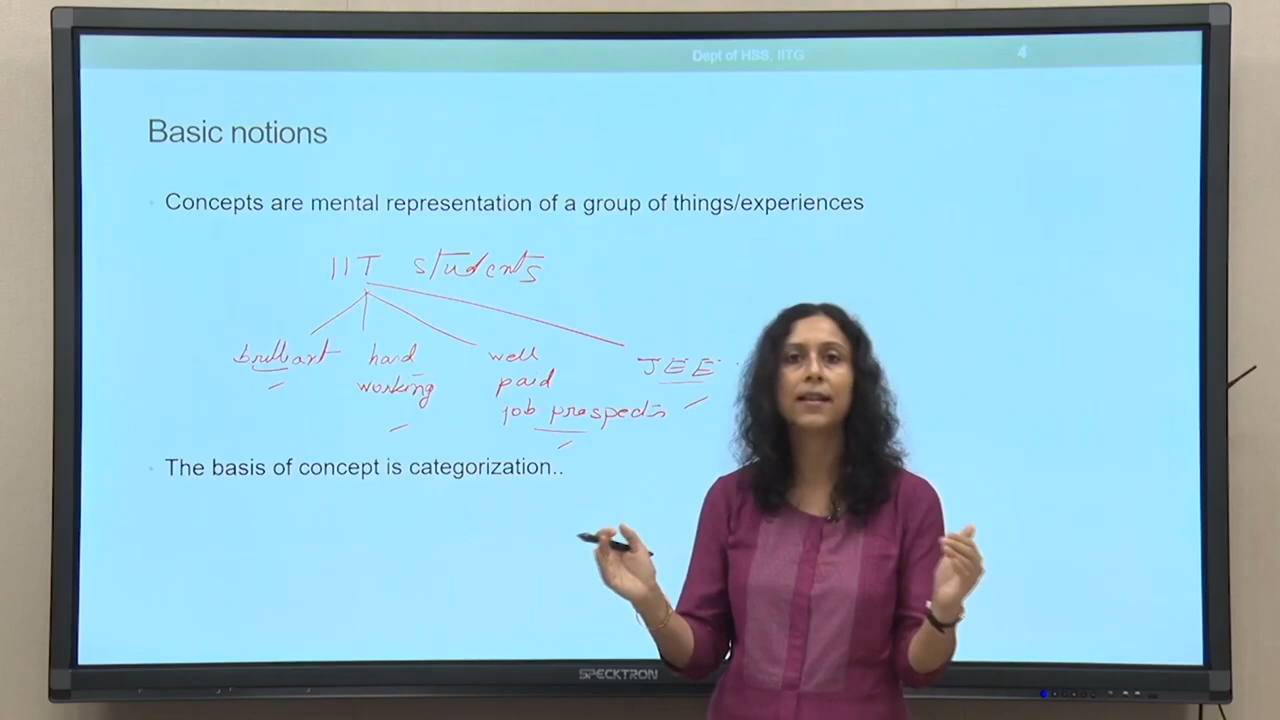 Dept of HSS, IITG 4
Basic notions
Concepts are mental representation of a group of things/experiences
IIT students
brilliant hard well JEE
working paid
job prospects
The basis of concept is categorization..
SPECKTRON